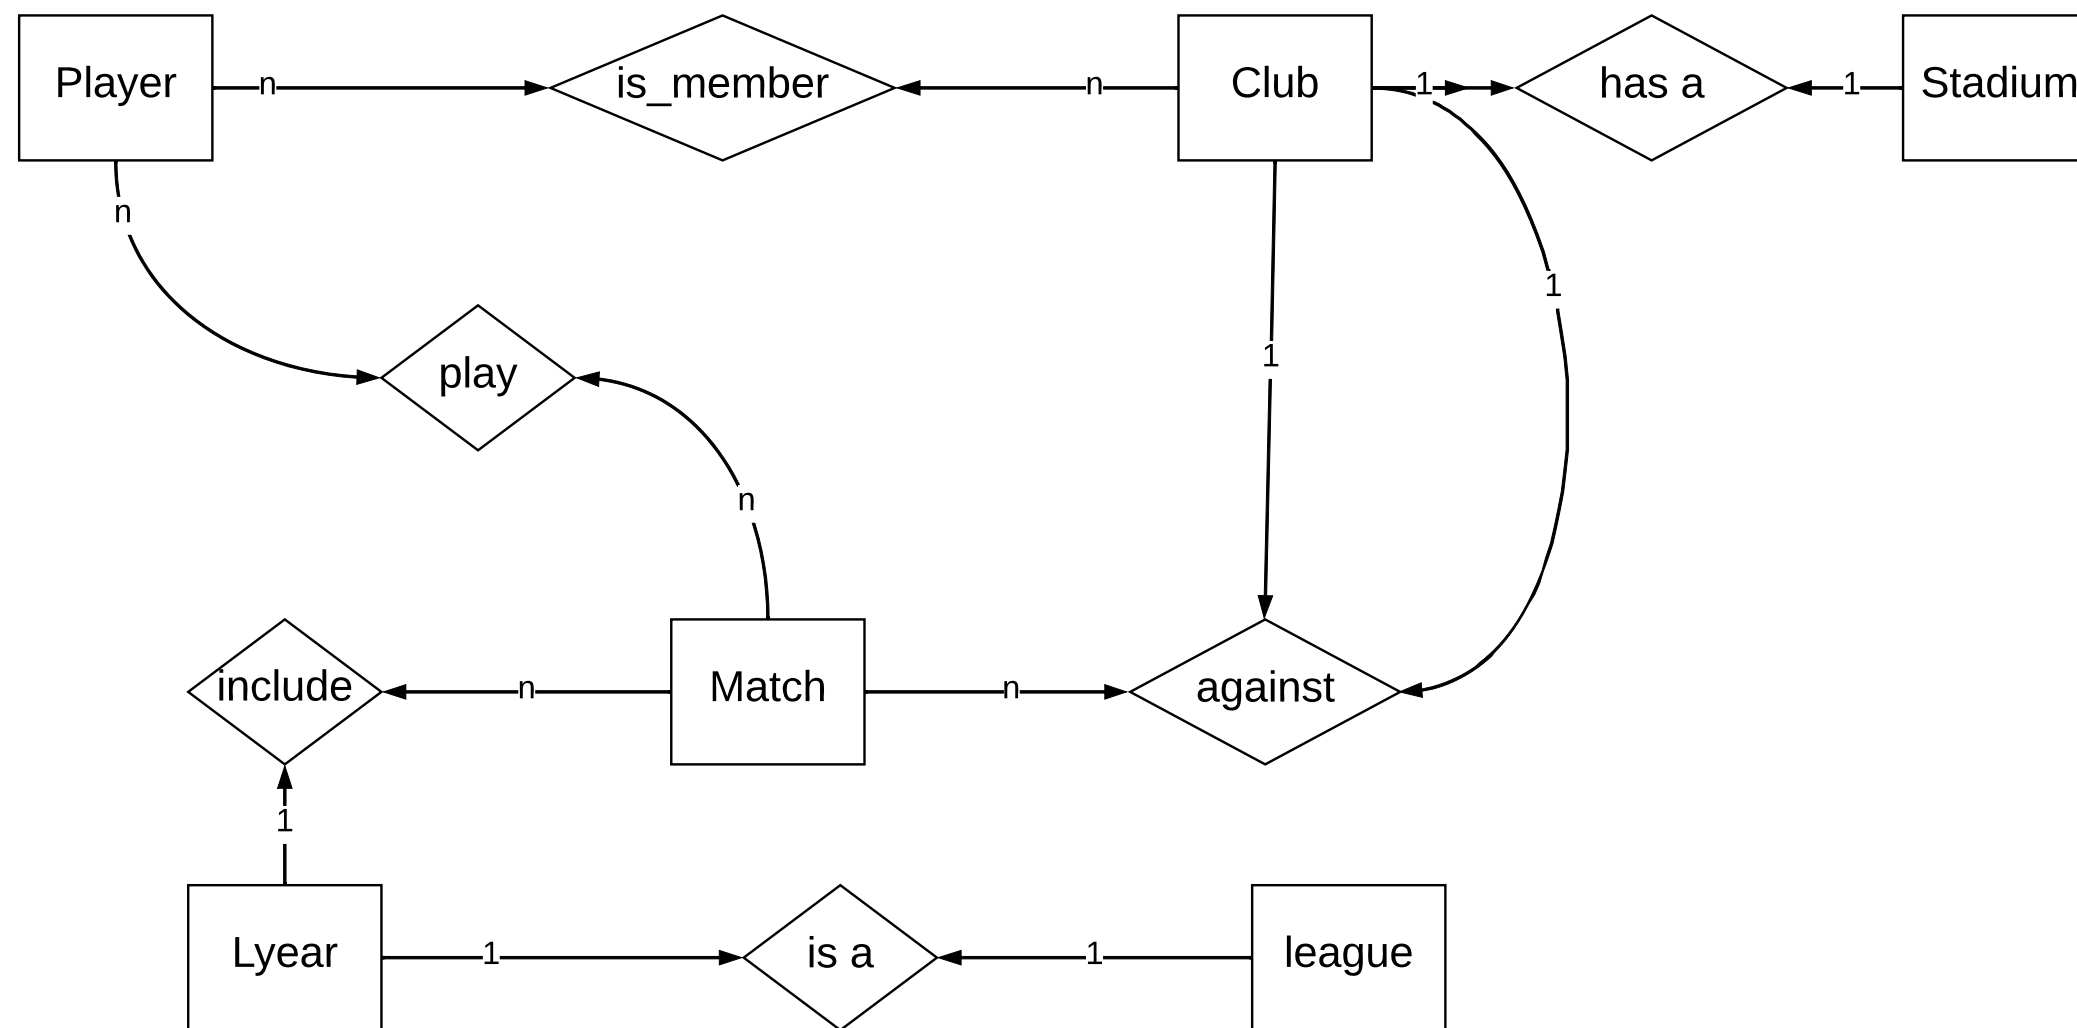 Player
n
is_member
n
Club
1
has a
1
Stadium
n
1
play
1
n
include
n
Match
n
against
1
Lyear
1
is a
1
league